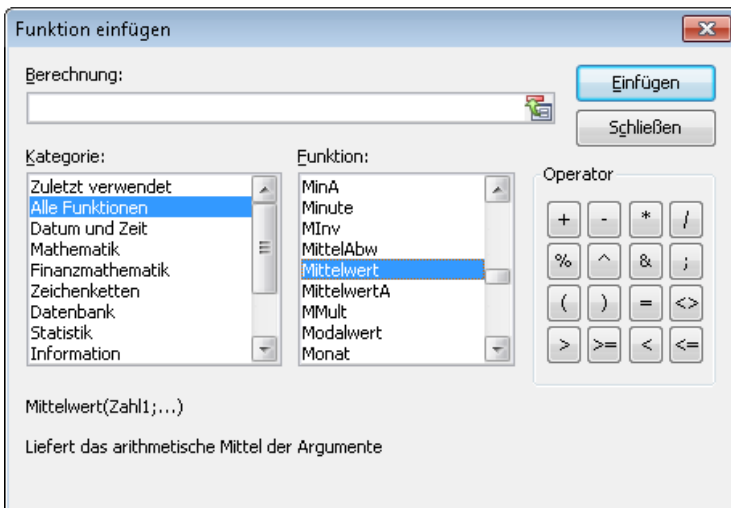 Funktion einfügen
Berechnung:
Einfügen
Schließen
Kategorie:
Zuletzt verwendet
Alle Funktionen
Datum und Zeit
Mathematik
Finanzmathematik
Zeichenketten
Datenbank
Statistik
Information
Funktion:
MinA
Minute
MInv
MittelAbw
Mittelwert
MittelwertA
MMult
Modalwert
Monat
Operator
+ - * /
% ^ & ;
( ) = <>
> >= < <=
Mittelwert(Zahl1;...)
Liefert das arithmetische Mittel der Argumente